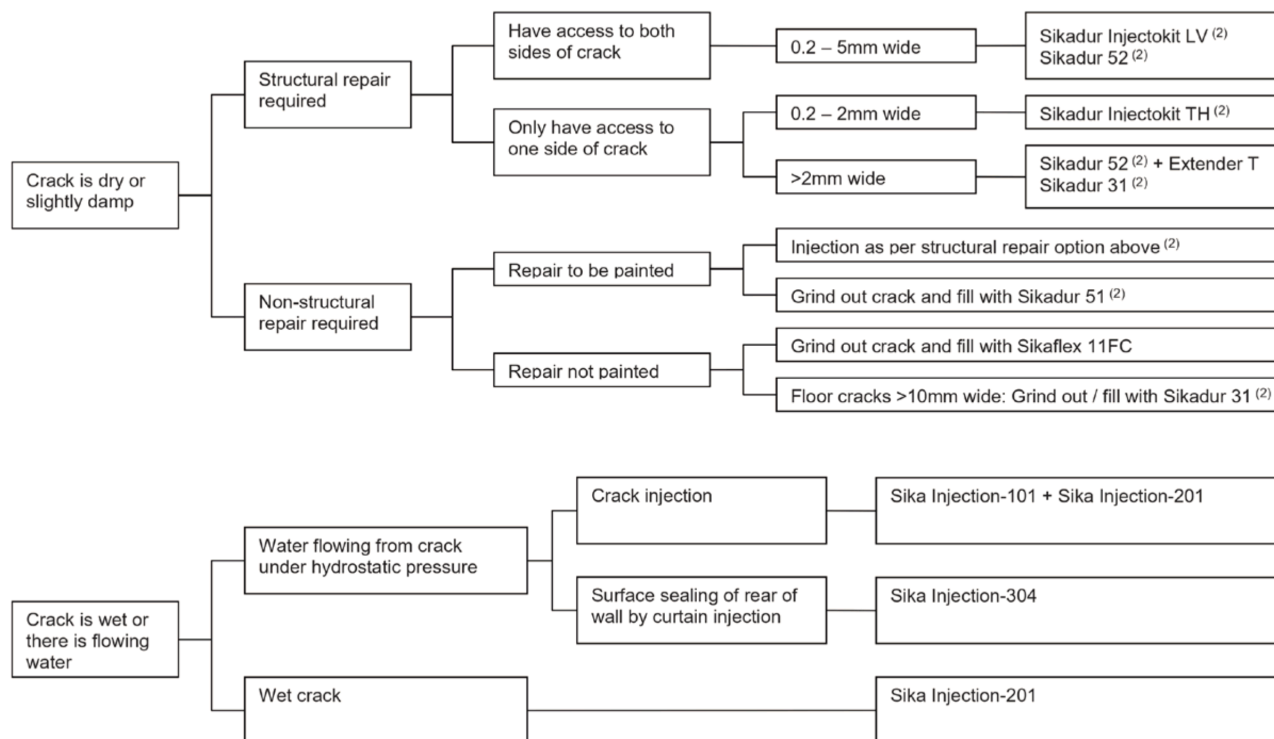 Have access to both
sides of crack
0.2 – 5mm wide
Sikadur Injectokit LV (2)
Sikadur 52 (2)
Structural repair
required
Only have access to
one side of crack
0.2 – 2mm wide
Sikadur Injectokit TH (2)
>2mm wide
Sikadur 52 (2) + Extender T
Sikadur 31 (2)
Crack is dry or
slightly damp
Non-structural
repair required
Repair to be painted
Injection as per structural repair option above (2)
Grind out crack and fill with Sikadur 51 (2)
Repair not painted
Grind out crack and fill with Sikaflex 11FC
Floor cracks >10mm wide: Grind out / fill with Sikadur 31 (2)
Crack is wet or
there is flowing
water
Water flowing from crack
under hydrostatic pressure
Crack injection
Sika Injection-101 + Sika Injection-201
Surface sealing of rear of
wall by curtain injection
Sika Injection-304
Wet crack
Sika Injection-201